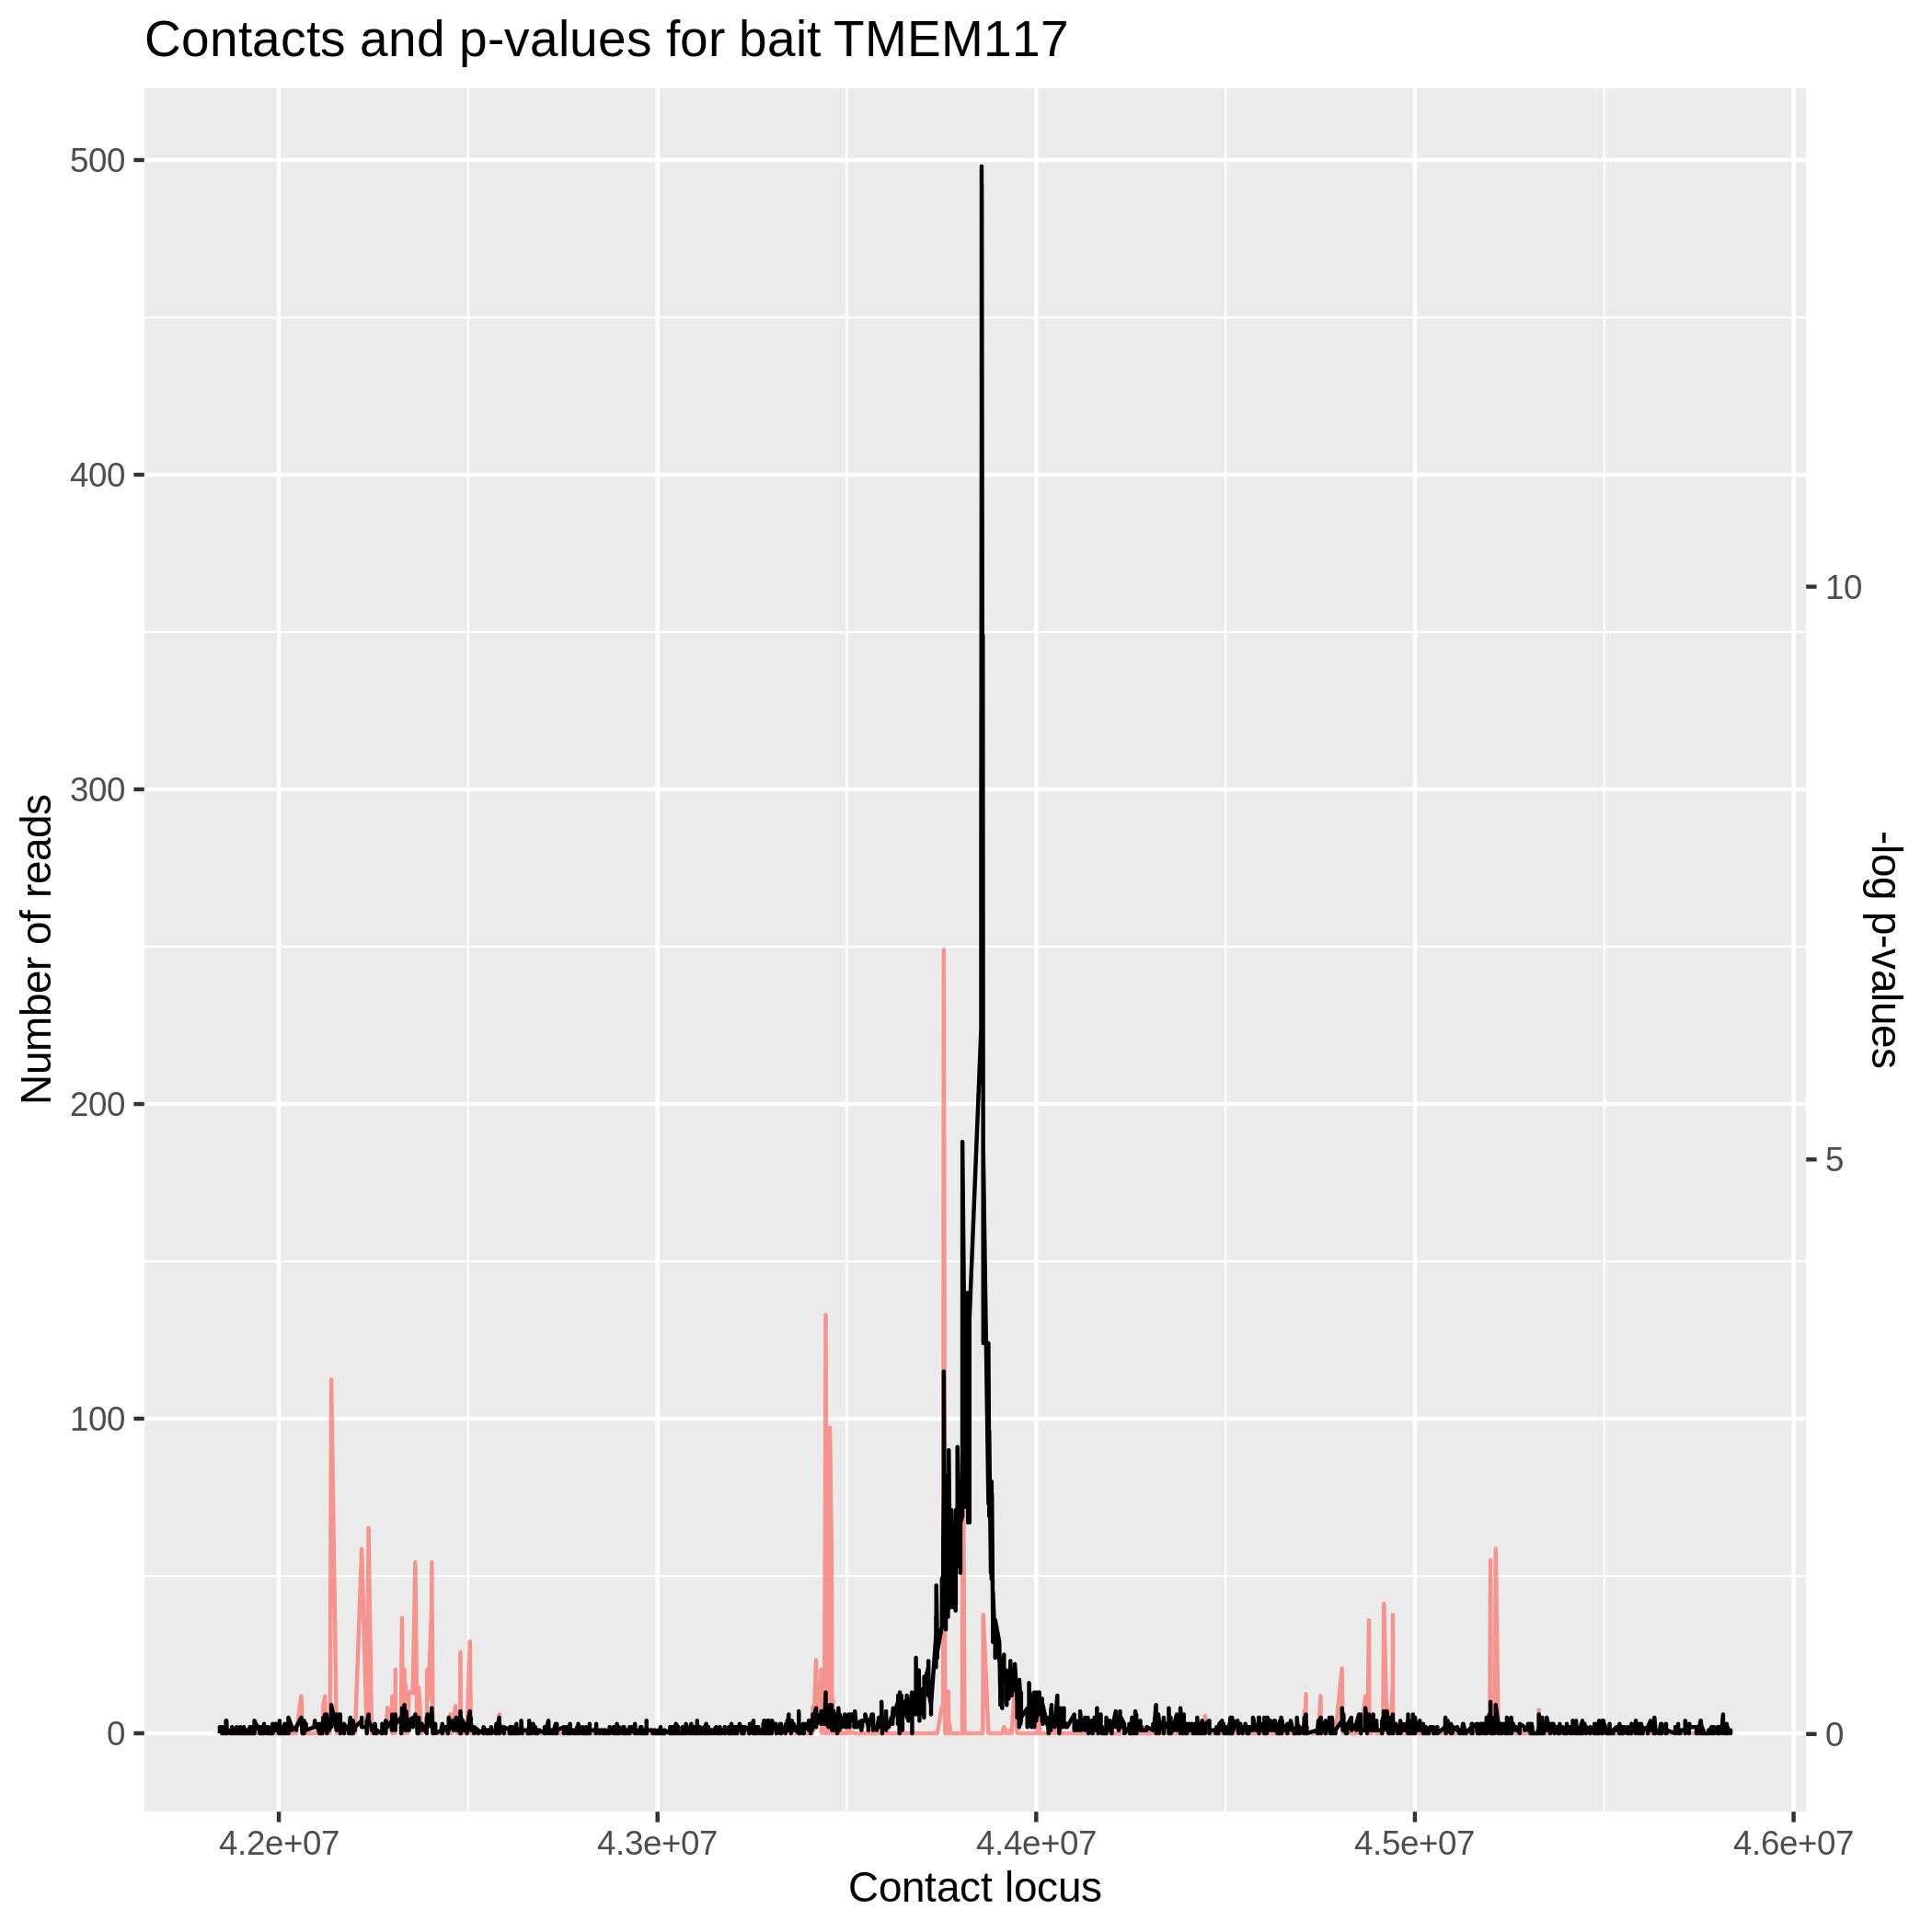 Contacts and p-values for bait TMEM117
500
400
300
200
100
0
Number of reads
10
5
0
-log p-values
4.2e+07 4.3e+07 4.4e+07 4.5e+07 4.6e+07
Contact locus